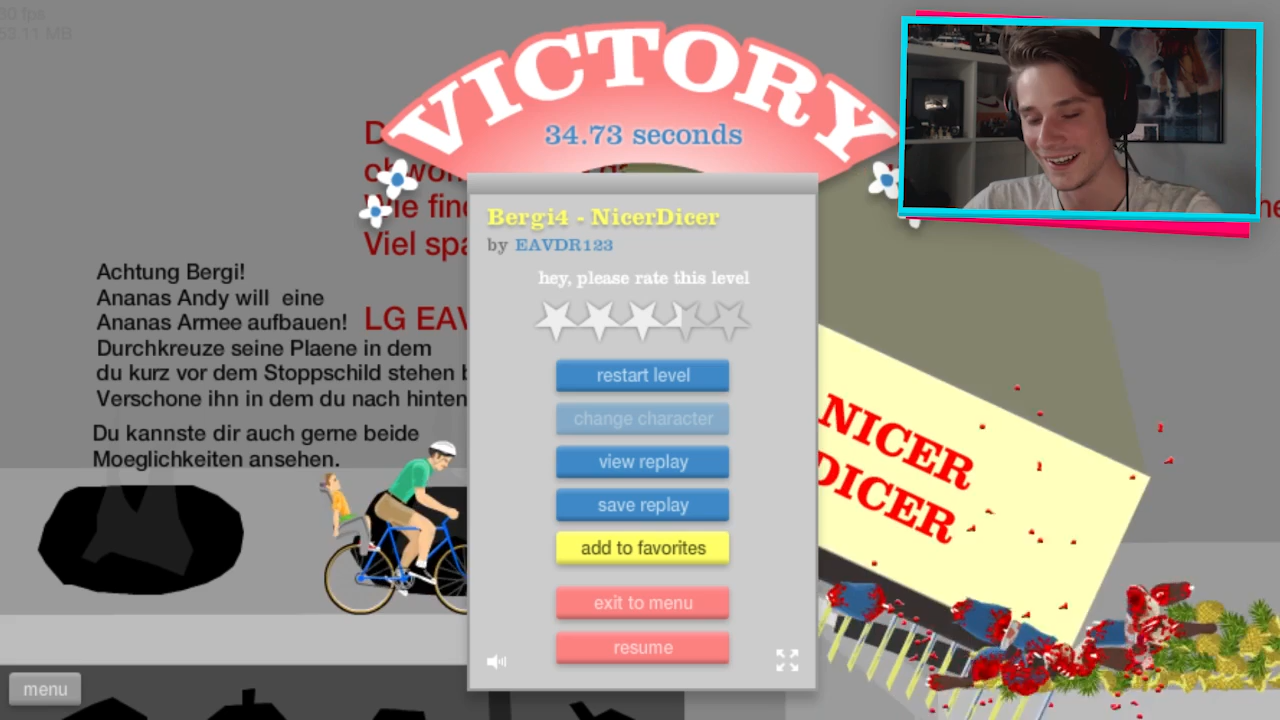 30 fps
53 11 MB
VICTORY
34.73 seconds
Bergi4 - NicerDicer
by EAVDR123
hey, please rate this level
restart level
change character
view replay
save replay
add to favorites
exit to menu
resume
Viel
LG
Achtung Bergi!
Ananas Andy will eine
Ananas Armee aufbauen!
Durchkreuze seine Plaene in dem
du kurz vor dem Stoppschild stehen
Verschone ihn in dem du nach hinten
Du kannste dir auch gerne beide
Moeglichkeiten ansehen.
NICER
DICER
menu